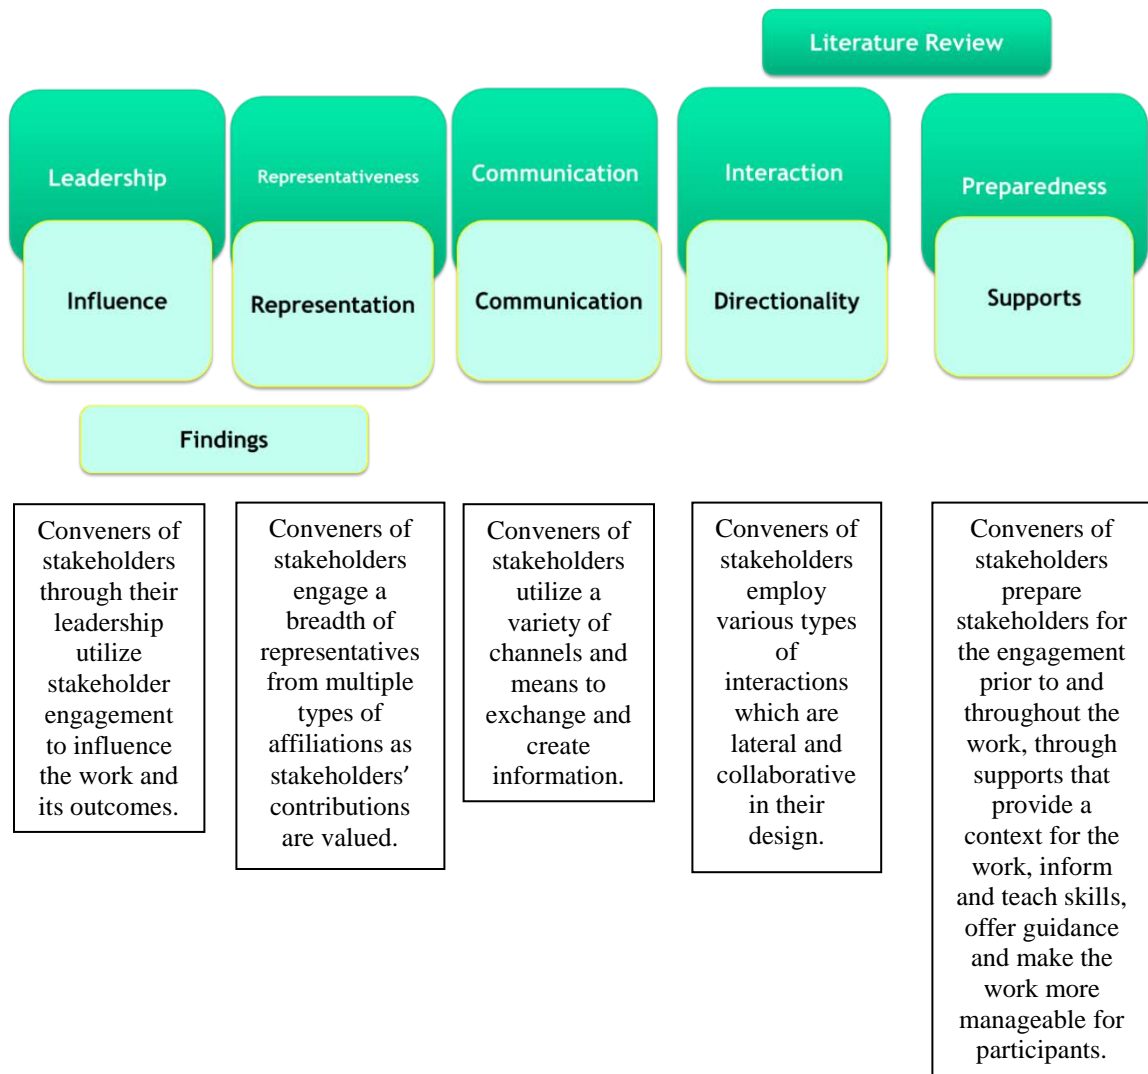 Literature Review
Leadership
Representativeness
Communication
Interaction
Preparedness
Influence
Representation
Communication
Directionality
Supports
Findings
Conveners of
stakeholders
through their
leadership
utilize
stakeholder
engagement
to influence
the work and
its outcomes.
Conveners of
stakeholders
engage a
breadth of
representatives
from multiple
types of
affiliations as
stakeholders’
contributions
are valued.
Conveners of
stakeholders
utilize a
variety of
channels and
means to
exchange and
create
information.
Conveners of
stakeholders
employ
various types
of
interactions
which are
lateral and
collaborative
in their
design.
Conveners of
stakeholders
prepare
stakeholders for
the engagement
prior to and
throughout the
work, through
supports that
provide a
context for the
work, inform
and teach skills,
offer guidance
and make the
work more
manageable for
participants.